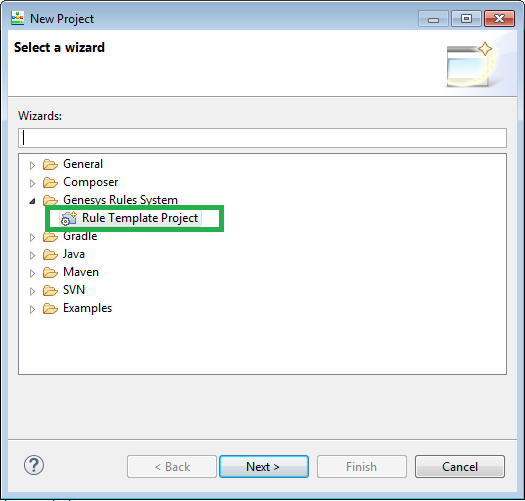 New Project
Select a wizard
Wizards:
General
Composer
Genesys Rules System
Rule Template Project
Gradle
Java
Maven
SVN
Examples
?
< Back
Next >
Finish
Cancel